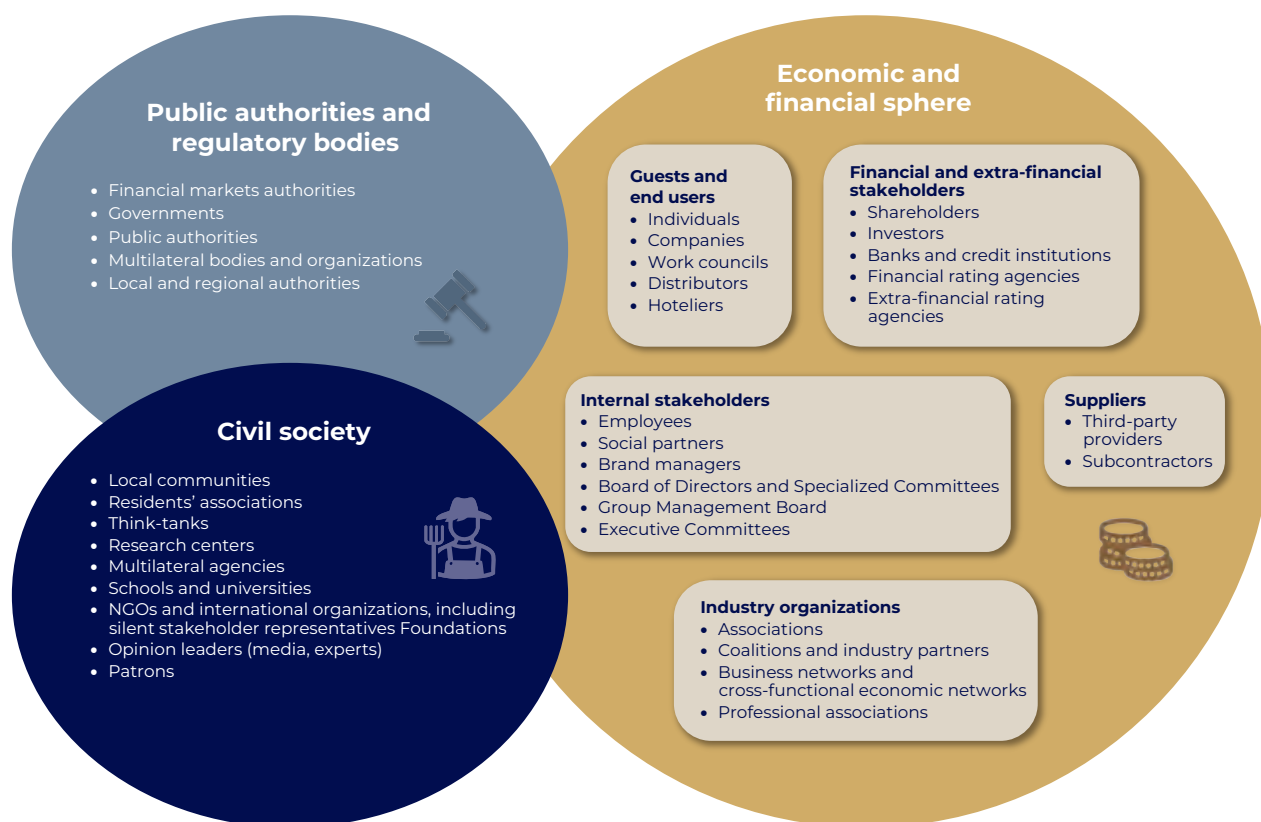 Public authorities and
regulatory bodies
• Financial markets authorities
• Governments
• Public authorities
• Multilateral bodies and organizations
• Local and regional authorities
Civil society
• Local communities
• Residents’ associations
• Think-tanks
• Research centers
• Multilateral agencies
• Schools and universities
• NGOs and international organizations, including
silent stakeholder representatives Foundations
• Opinion leaders (media, experts)
• Patrons
Economic and
financial sphere
Guests and
end users
• Individuals
• Companies
• Work councils
• Distributors
• Hoteliers
Financial and extra-financial
stakeholders
• Shareholders
• Investors
• Banks and credit institutions
• Financial rating agencies
• Extra-financial rating
agencies
Internal stakeholders
• Employees
• Social partners
• Brand managers
• Board of Directors and Specialized Committees
• Group Management Board
• Executive Committees
Suppliers
• Third-party
providers
• Subcontractors
Industry organizations
• Associations
• Coalitions and industry partners
• Business networks and
cross-functional economic networks
• Professional associations